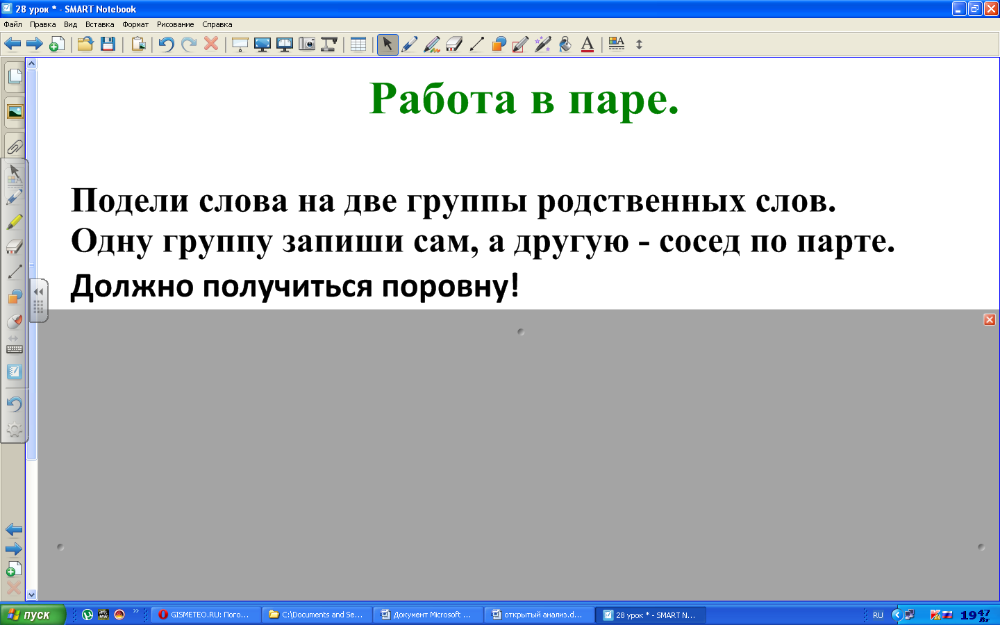 28 урок * - SMART Notebook
Файл Правка Вид Вставка Формат Рисование Справка
Работа в паре.
Подели слова на две группы родственных слов.
Одну группу запиши сам, а другую - сосед по парте.
Должно получиться поровну!
пуск
GISMETEO.RU: Пого...
C:\Documents and Se...
Документ Microsoft ...
открытый анализ.d...
28 урок * - SMART N...
RU
19 47
Вт